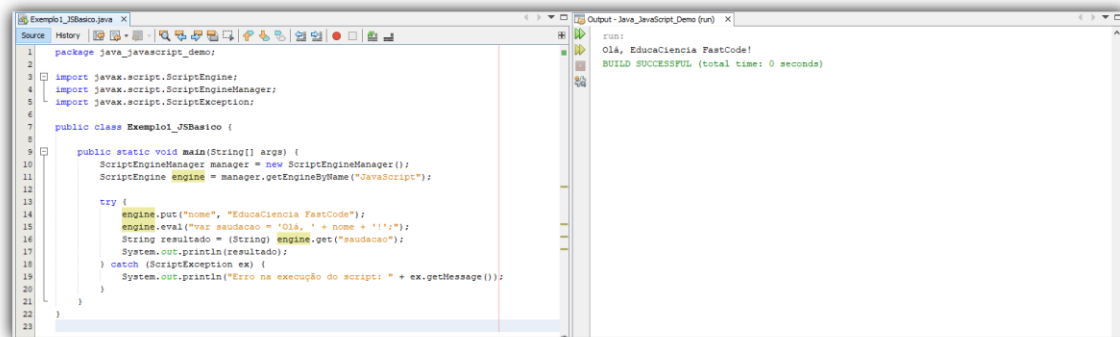 Exemplo1_JSBasico.java
Source History
1 package java_javascript_demo;
2
3 import javax.script.ScriptEngine;
4 import javax.script.ScriptEngineManager;
5 import javax.script.ScriptException;
6
7 public class Exemplo1_JSBasico {
8
9 public static void main(String[] args) {
10 ScriptEngineManager manager = new ScriptEngineManager();
11 ScriptEngine engine = manager.getEngineByName("JavaScript");
12
13 try {
14 engine.put("nome", "EducaCiencia FastCode");
15 engine.eval("var saudacao = 'Olá, ' + nome + '!';");
16 String resultado = (String) engine.get("saudacao");
17 System.out.println(resultado);
18 } catch (ScriptException ex) {
19 System.out.println("Erro na execução do script: " + ex.getMessage());
20 }
21 }
22 }
23
Output - Java_JavaScript_Demo (run)
run:
Olá, EducaCiencia FastCode!
BUILD SUCCESSFUL (total time: 0 seconds)